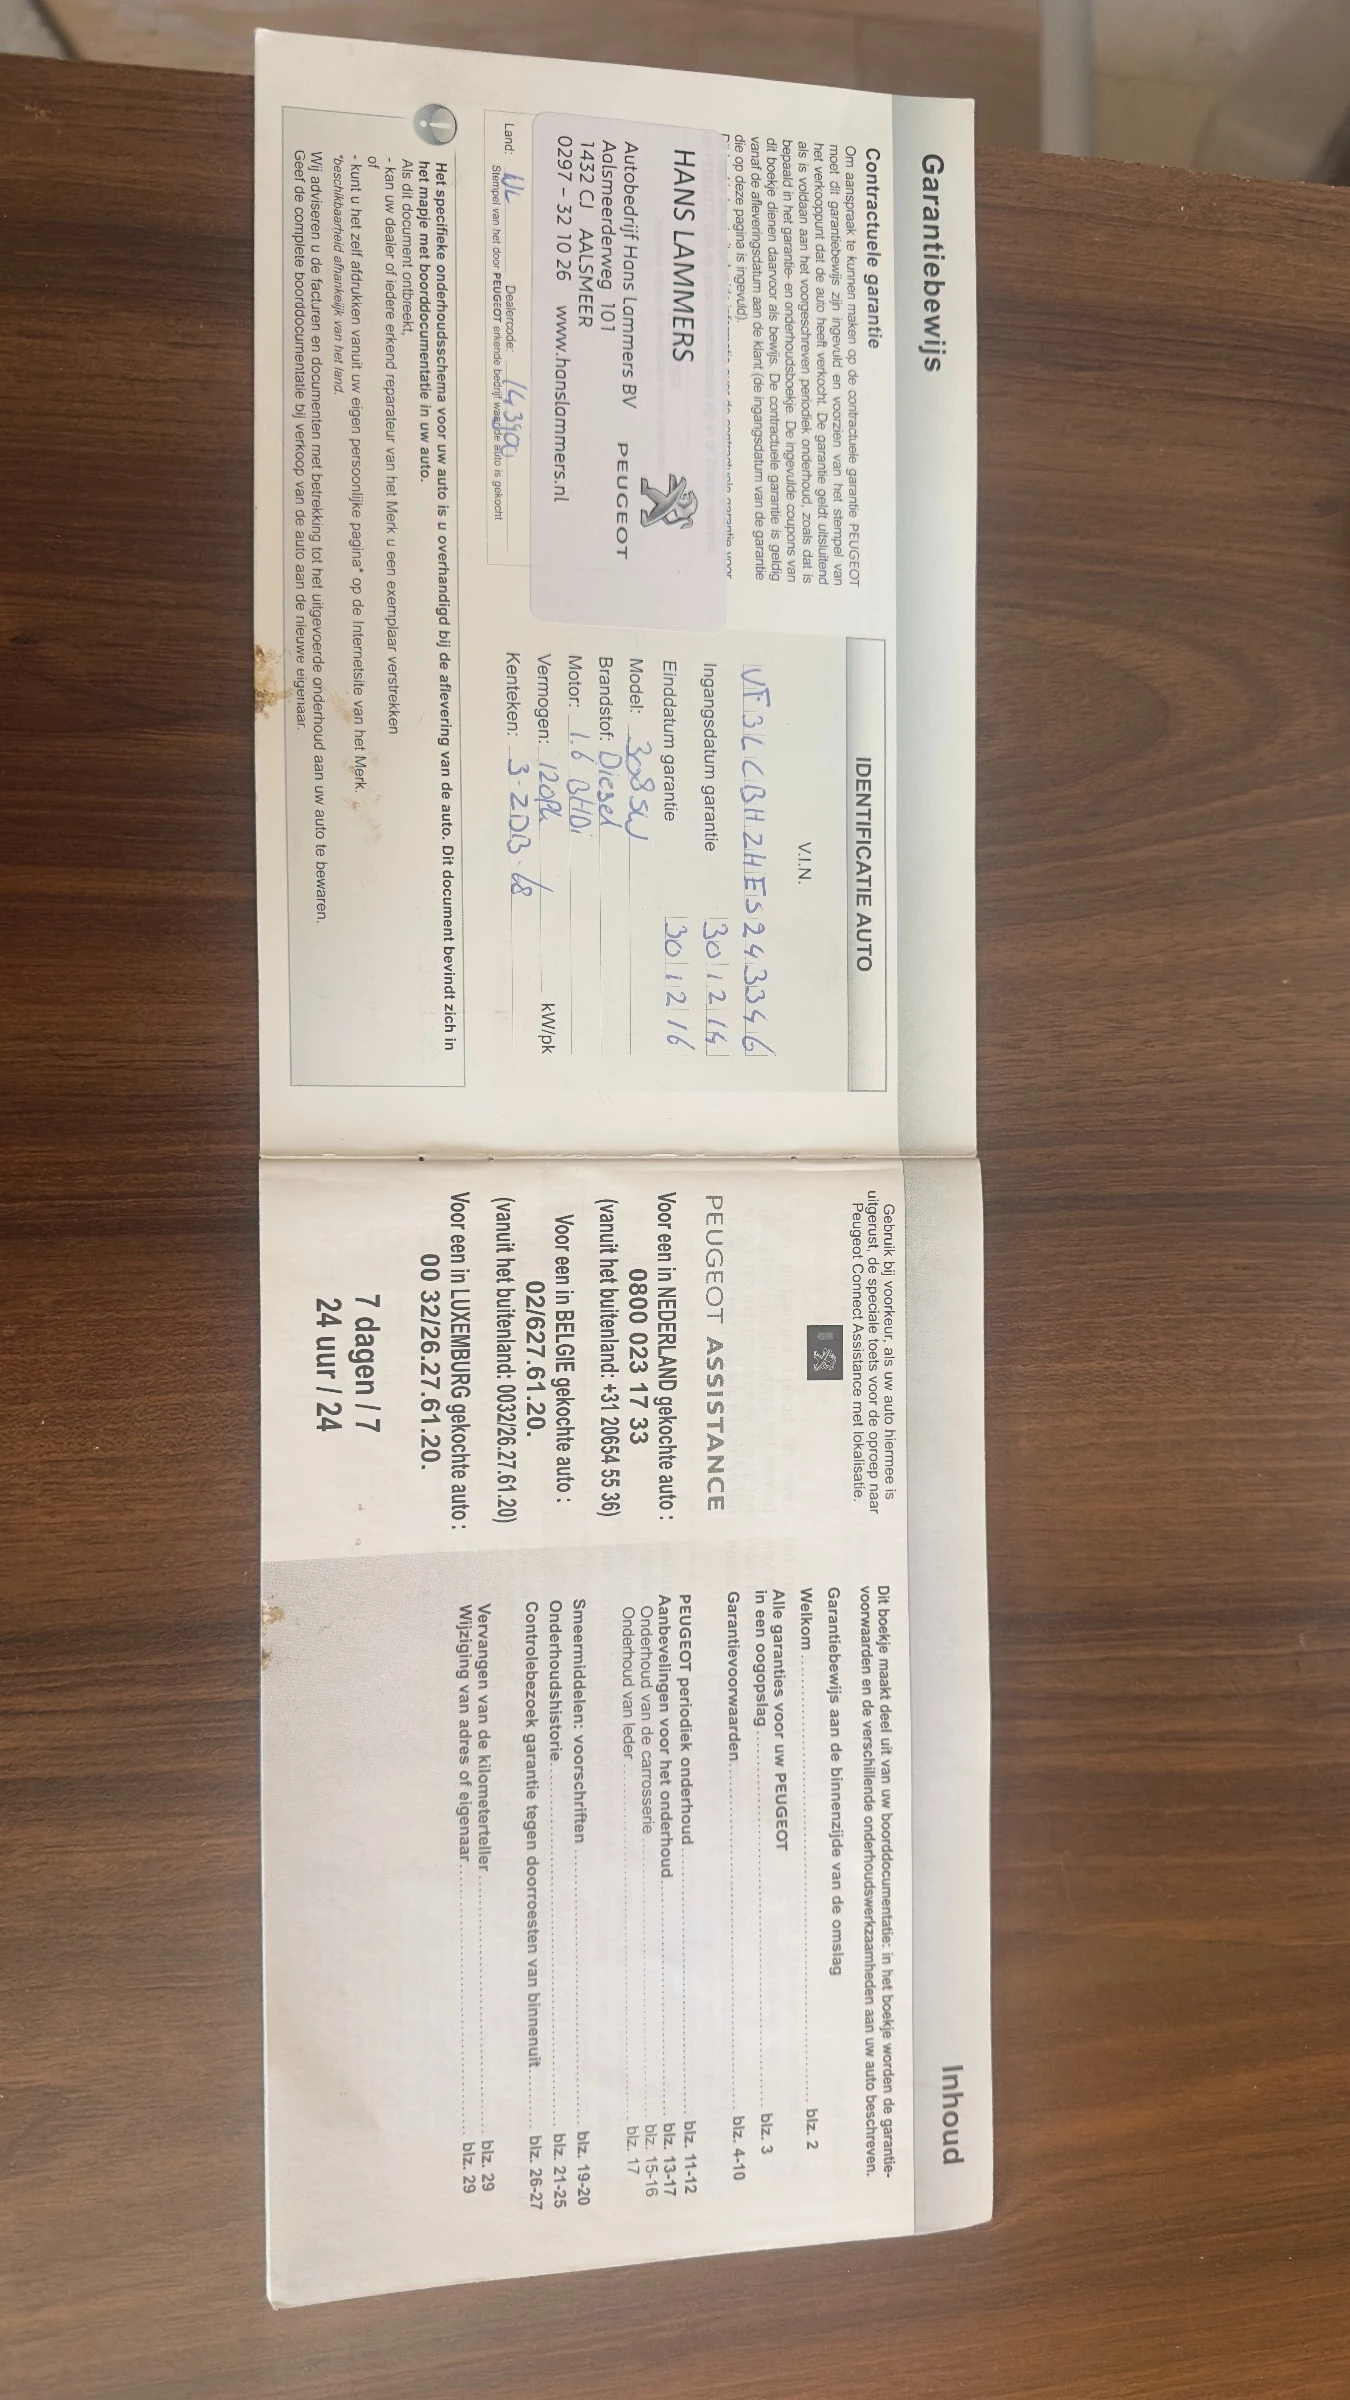 Garantiebewijs
Contractuele garantie
Om aanspraak te kunnen maken op de contractuele garantie PEUGEOT
moet dit garantiebewijs zijn ingevuld en voorzien van het stempel van
het verkooppunt dat de auto heeft verkocht. De garantie geldt uitsluitend
als is voldaan aan het voorgeschreven periodiek onderhoud, zoals dat is
bepaald in het garantie- en onderhoudsboekje. De ingevulde coupons van
dit boekje dienen daarvoor als bewijs. De contractuele garantie is geldig
vanaf de afleveringsdatum aan de klant (de ingangsdatum van de garantie
die op deze pagina is ingevuld).
HANS LAMMERS
Autobedrijf Hans Lammers BV
PEUGEOT
Aalsmeerderweg 101
1432 CJ AALSMEER
0297 - 32 10 26 www.hanslammers.nl
Land: NL Dealercode:
Stempel van het door PEUGEOT erkende bedrijf waar de auto is gekocht
IDENTIFICATIE AUTO
V.I.N.
VF3LCBHZHES243346
Ingangsdatum garantie 30 12 14
Einddatum garantie 30 12 16
Model: 308 SW
Brandstof: Diesel
Motor: 1.6 BHDi
Vermogen: 120PK / kW/pk
Kenteken: 3-ZDB-68
Het specifieke onderhoudsschema voor uw auto is u overhandigd bij de aflevering van de auto. Dit document bevindt zich in
het mapje met boorddocumentatie in uw auto.
Als dit document ontbreekt,
- kan uw dealer of iedere erkend reparateur van het Merk u een exemplaar verstrekken
of
- kunt u het zelf afdrukken vanuit uw eigen persoonlijke pagina* op de Internetsite van het Merk.
*beschikbaarheid afhankelijk van het land.
Wij adviseren u de facturen en documenten met betrekking tot het uitgevoerde onderhoud aan uw auto te bewaren.
Geef de complete boorddocumentatie bij verkoop van de auto aan de nieuwe eigenaar.
Gebruik bij voorkeur, als uw auto hiermee is
uitgerust, de speciale toets voor de oproep naar
Peugeot Connect Assistance met lokalisatie.
PEUGEOT ASSISTANCE
Voor een in NEDERLAND gekochte auto :
0800 023 17 33
(vanuit het buitenland: +31 20654 55 36)
Voor een in BELGIE gekochte auto :
02/627.61.20.
(vanuit het buitenland: 0032/26.27.61.20)
Voor een in LUXEMBURG gekochte auto :
00 32/26.27.61.20.
7 dagen / 7
24 uur / 24
Inhoud
Dit boekje maakt deel uit van uw boorddocumentatie: in het boekje worden de garantie-
voorwaarden en de verschillende onderhoudswerkzaamheden aan uw auto beschreven.
Garantiebewijs aan de binnenzijde van de omslag
Welkom blz. 2
Alle garanties voor uw PEUGEOT
in een oogopslag blz. 3
Garantievoorwaarden blz. 4-10
PEUGEOT periodiek onderhoud blz. 11-12
Aanbevelingen voor het onderhoud blz. 13-17
Onderhoud van de carrosserie blz. 15-16
Onderhoud van leder blz. 17
Smeermiddelen: voorschriften blz. 19-20
Onderhoudshistorie blz. 21-25
Controlebezoek garantie tegen doorroesten van binnenuit blz. 26-27
Vervangen van de kilometerteller blz. 29
Wijziging van adres of eigenaar blz. 29